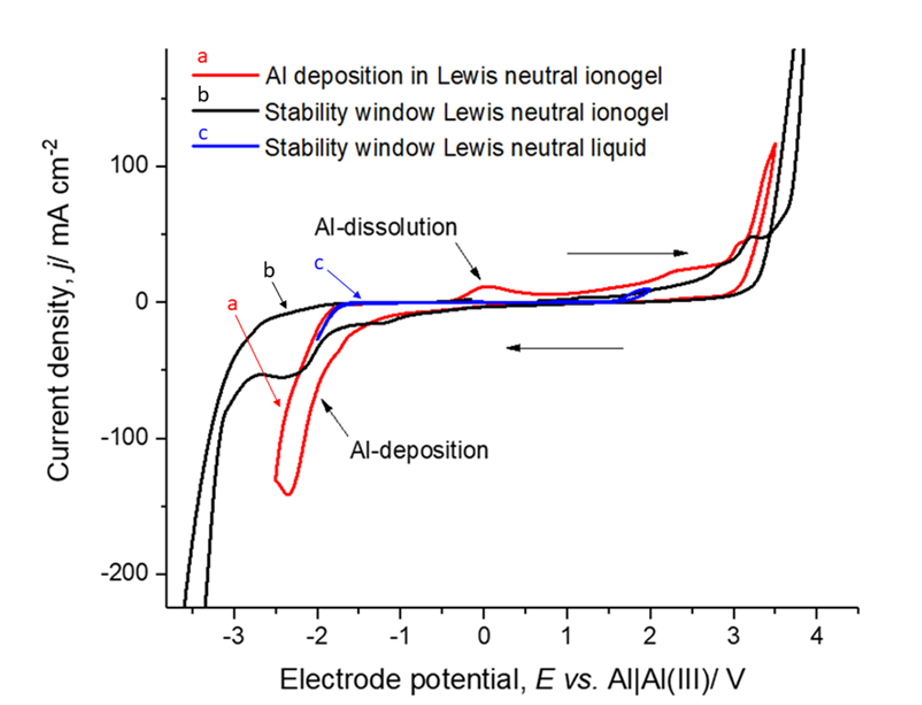 a
Al deposition in Lewis neutral ionogel
b
Stability window Lewis neutral ionogel
c
Stability window Lewis neutral liquid
Current density, j/ mA cm-2
100
0
-100
-200
Al-dissolution
b
c
a
Al-deposition
-3 -2 -1 0 1 2 3 4
Electrode potential, E vs. Al|Al(III)/ V